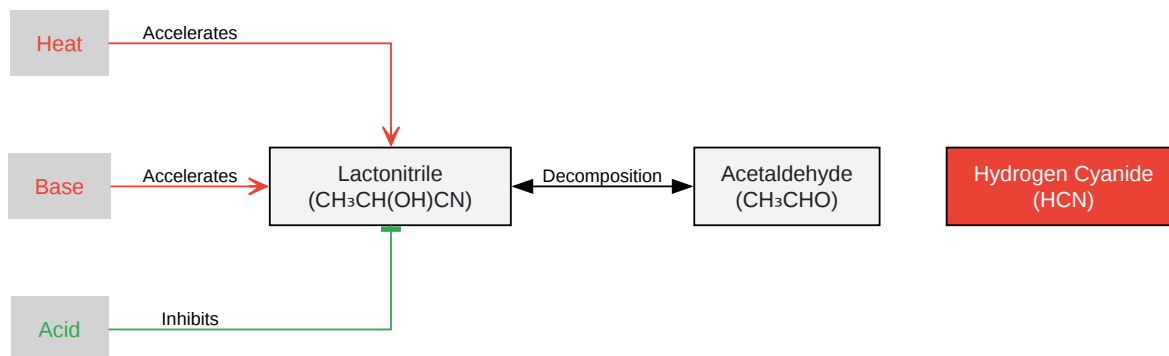 Heat
Accelerates
Base
Accelerates
Lactonitrile
(CH₃CH(OH)CN)
Decomposition
Acetaldehyde
(CH₃CHO)
Hydrogen Cyanide
(HCN)
Acid
Inhibits